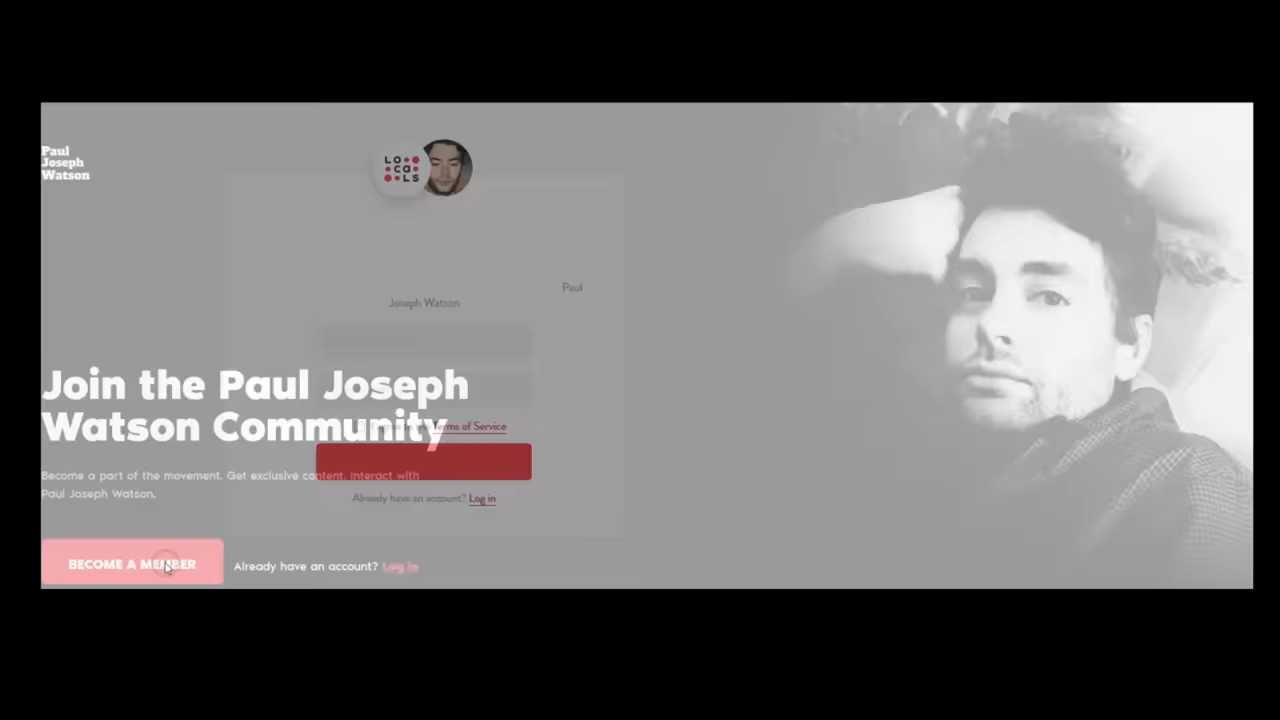 Paul
Joseph
Watson
LO
Ca
LS
Paul
Joseph Watson
Join the Paul Joseph
Watson Community
Terms of Service
Become a part of the movement. Get exclusive content. Interact with
Paul Joseph Watson.
Already have an account? Log in
BECOME A MEMBER
Already have an account? Log in